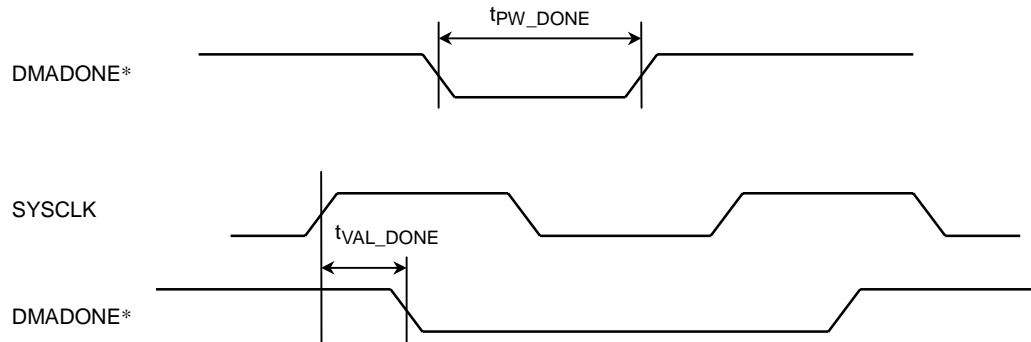 tPW_DONE
DMADONE*
SYSCLK
tVAL_DONE
DMADONE*